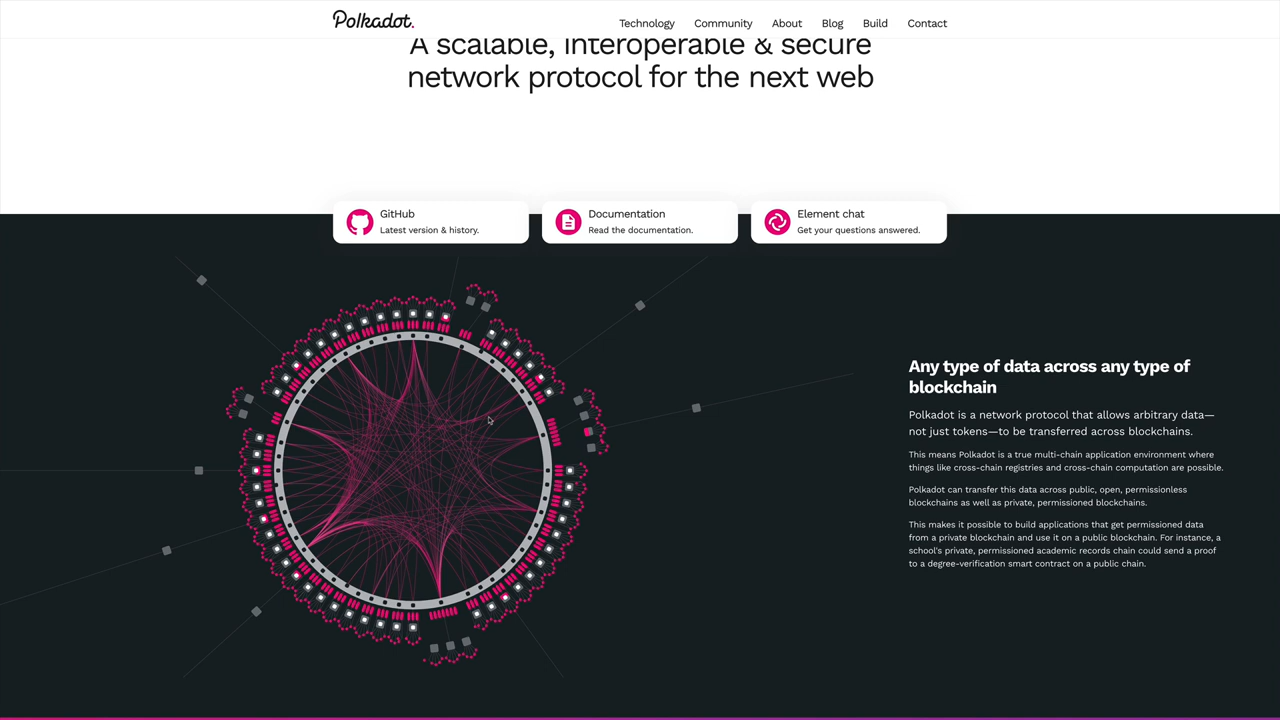 Polkadot.
Technology Community About Blog Build Contact
A scalable, interoperable & secure
network protocol for the next web
GitHub
Latest version & history.
Documentation
Read the documentation.
Element chat
Get your questions answered.
Any type of data across any type of
blockchain
Polkadot is a network protocol that allows arbitrary data—
not just tokens—to be transferred across blockchains.
This means Polkadot is a true multi-chain application environment where
things like cross-chain registries and cross-chain computation are possible.
Polkadot can transfer this data across public, open, permissionless
blockchains as well as private, permissioned blockchains.
This makes it possible to build applications that get permissioned data
from a private blockchain and use it on a public blockchain. For instance, a
school's private, permissioned academic records chain could send a proof
to a degree-verification smart contract on a public chain.